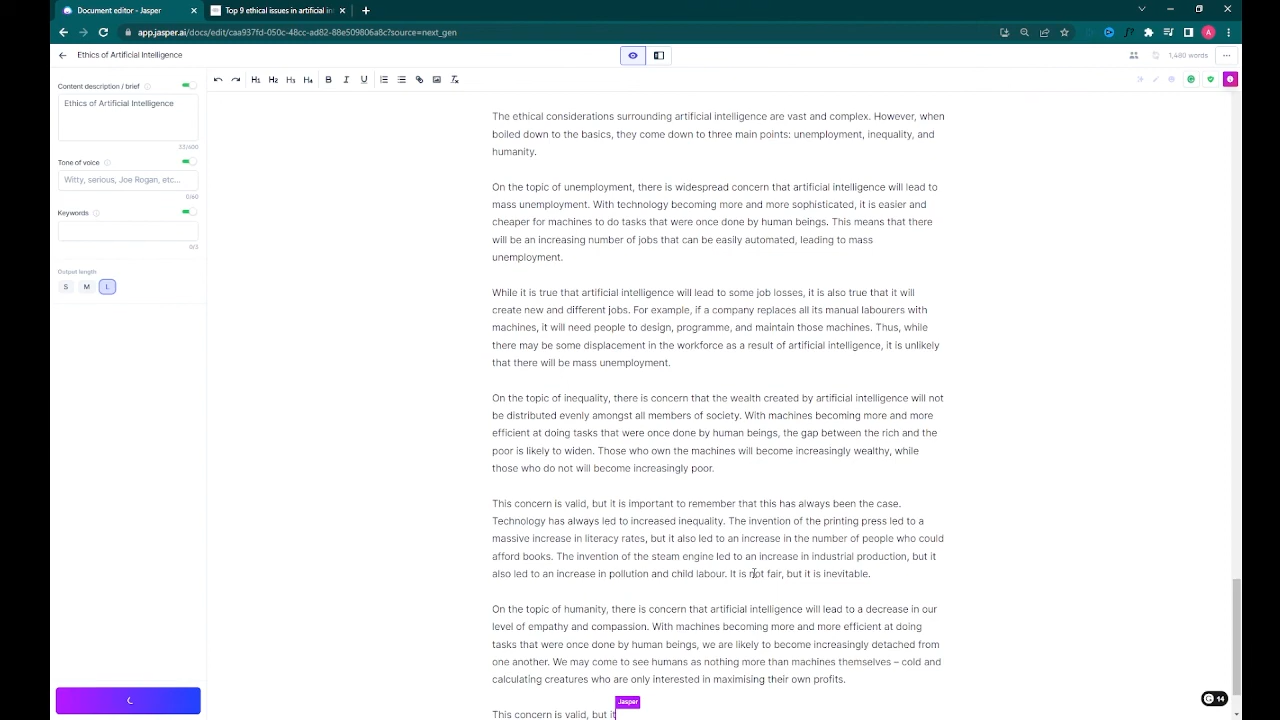 Document editor - Jasper
Top 9 ethical issues in artificial in
app.jasper.ai/docs/edit/caa937fd-050c-48cc-ad82-88e509806a8c?source=next_gen
A
Ethics of Artificial Intelligence
1,480 words
H1 H2 H3 H4 B I U
Content description / brief
Ethics of Artificial Intelligence
33/600
Tone of voice
Witty, serious, Joe Rogan, etc...
0/60
Keywords
0/3
Output length
S M L
The ethical considerations surrounding artificial intelligence are vast and complex. However, when
boiled down to the basics, they come down to three main points: unemployment, inequality, and
humanity.
On the topic of unemployment, there is widespread concern that artificial intelligence will lead to
mass unemployment. With technology becoming more and more sophisticated, it is easier and
cheaper for machines to do tasks that were once done by human beings. This means that there
will be an increasing number of jobs that can be easily automated, leading to mass
unemployment.
While it is true that artificial intelligence will lead to some job losses, it is also true that it will
create new and different jobs. For example, if a company replaces all its manual labourers with
machines, it will need people to design, programme, and maintain those machines. Thus, while
there may be some displacement in the workforce as a result of artificial intelligence, it is unlikely
that there will be mass unemployment.
On the topic of inequality, there is concern that the wealth created by artificial intelligence will not
be distributed evenly amongst all members of society. With machines becoming more and more
efficient at doing tasks that were once done by human beings, the gap between the rich and the
poor is likely to widen. Those who own the machines will become increasingly wealthy, while
those who do not will become increasingly poor.
This concern is valid, but it is important to remember that this has always been the case.
Technology has always led to increased inequality. The invention of the printing press led to a
massive increase in literacy rates, but it also led to an increase in the number of people who could
afford books. The invention of the steam engine led to an increase in industrial production, but it
also led to an increase in pollution and child labour. It is not fair, but it is inevitable.
On the topic of humanity, there is concern that artificial intelligence will lead to a decrease in our
level of empathy and compassion. With machines becoming more and more efficient at doing
tasks that were once done by human beings, we are likely to become increasingly detached from
one another. We may come to see humans as nothing more than machines themselves – cold and
calculating creatures who are only interested in maximising their own profits.
Jasper
This concern is valid, but it
14